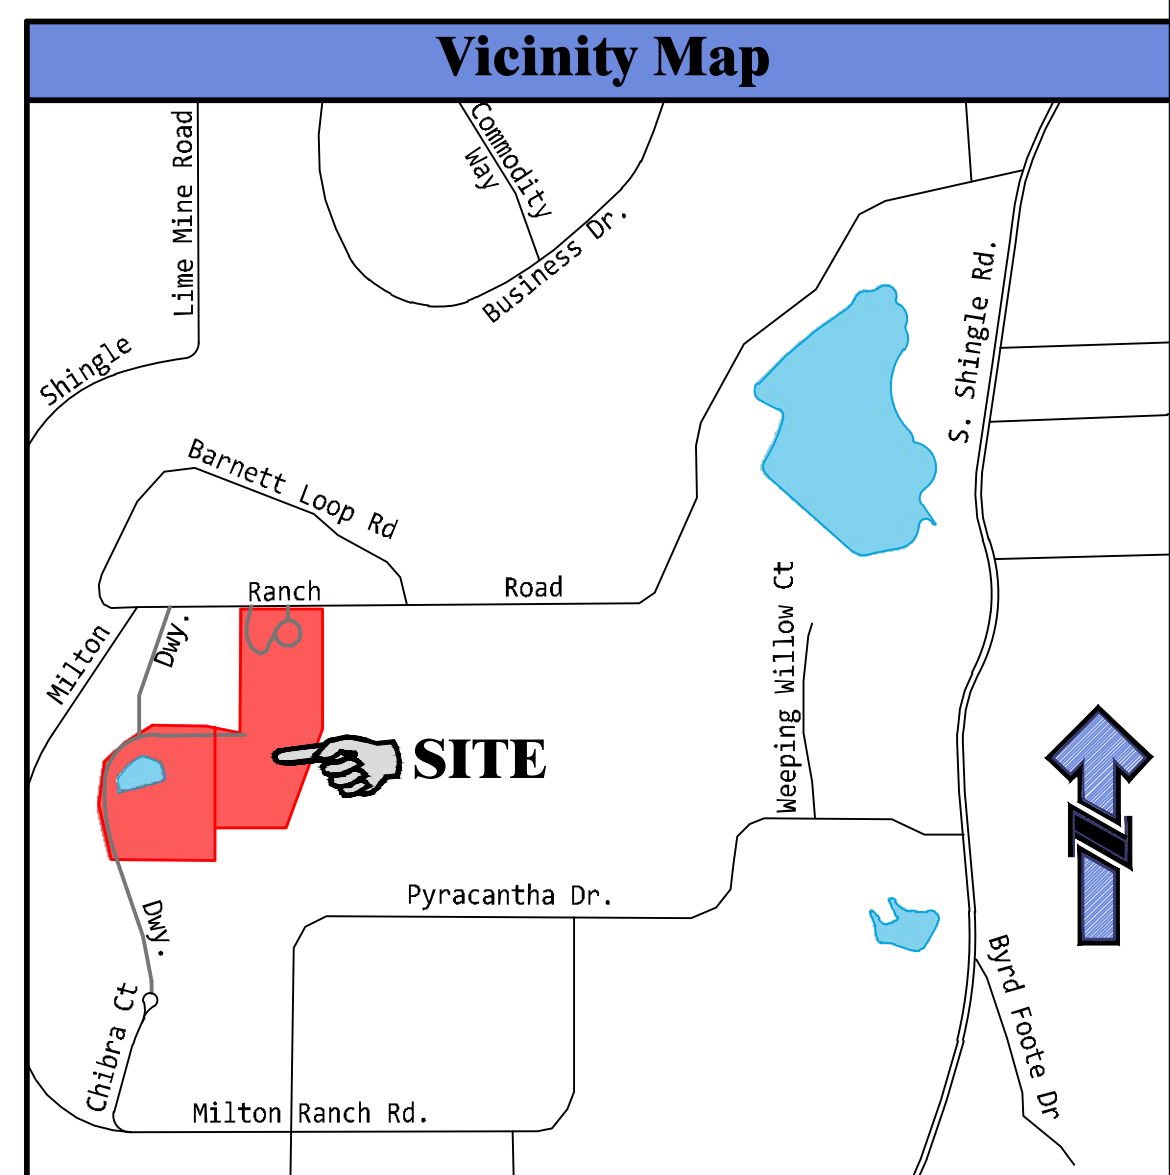 Vicinity Map
Lime Mine Road
Commodity
Way
Business Dr.
Shingle
S. Shingle Rd.
Barnett Loop Rd
Ranch
Road
Milton
Dwy.
Weeping Willow Ct
SITE
Pyracantha Dr.
Dwy.
Byrd Foote Dr
Chibra Ct
Milton Ranch Rd.